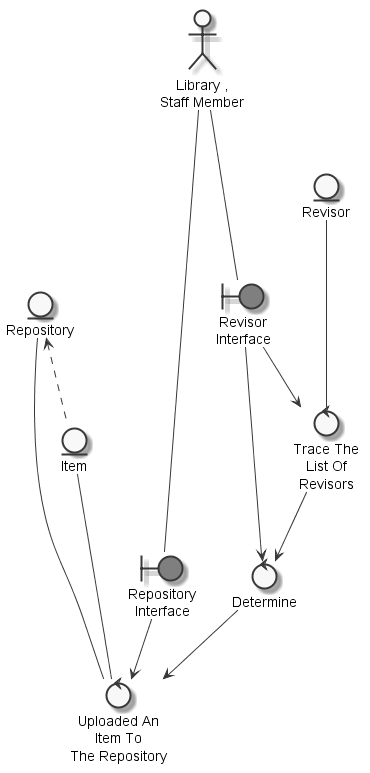 Library ,
Staff Member
Revisor
Repository
Revisor
Interface
Item
Trace The
List Of
Revisors
Repository
Interface
Determine
Uploaded An
Item To
The Repository